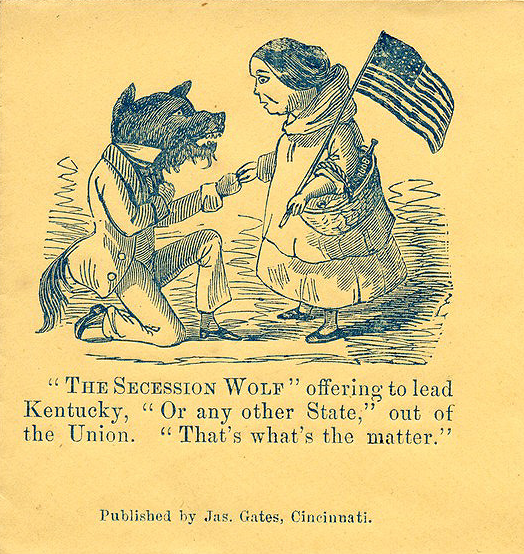 “THE SECESSION WOLF” offering to lead
Kentucky, “Or any other State,” out of
the Union. “That’s what’s the matter.”
Published by Jas. Gates, Cincinnati.